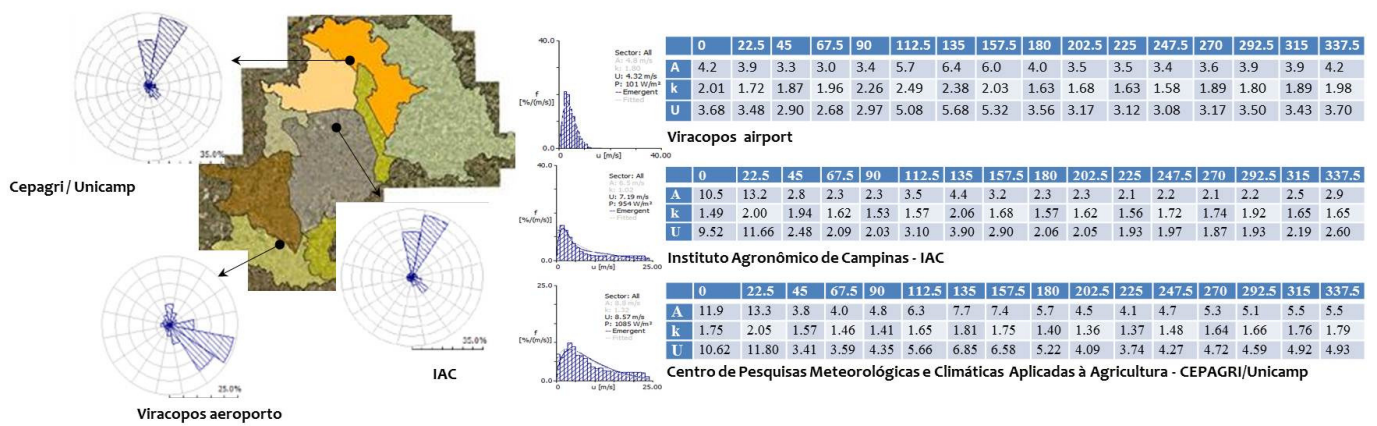 35.0%
Cepagri / Unicamp
35.0%
IAC
25.0%
Viracopos aeroporto
40.0
Sector: All
A: 4.8 m/s
k: 1.80
U: 4.32 m/s
P: 101 W/m²
— Emergent
— Fitted
f
[%/(m/s)]
0.0
0 u [m/s] 40.00
0 22.5 45 67.5 90 112.5 135 157.5 180 202.5 225 247.5 270 292.5 315 337.5
A 4.2 3.9 3.3 3.0 3.4 5.7 6.4 6.0 4.0 3.5 3.5 3.4 3.6 3.9 3.9 4.2
k 2.01 1.72 1.87 1.96 2.26 2.49 2.38 2.03 1.63 1.68 1.63 1.58 1.89 1.80 1.89 1.98
U 3.68 3.48 2.90 2.68 2.97 5.08 5.68 5.32 3.56 3.17 3.12 3.08 3.17 3.50 3.43 3.70
Viracopos airport
40.0
Sector: All
U: 7.19 m/s
P: 954 W/m²
— Emergent
— Fitted
f
[%/(m/s)]
0.0
0 u [m/s] 25.00
0 22.5 45 67.5 90 112.5 135 157.5 180 202.5 225 247.5 270 292.5 315 337.5
A 10.5 13.2 2.8 2.3 2.3 3.5 4.4 3.2 2.3 2.3 2.1 2.2 2.1 2.2 2.5 2.9
k 1.49 2.00 1.94 1.62 1.53 1.57 2.06 1.68 1.57 1.62 1.56 1.72 1.74 1.92 1.65 1.65
U 9.52 11.66 2.48 2.09 2.03 3.10 3.90 2.90 2.06 2.05 1.93 1.97 1.87 1.93 2.19 2.60
Instituto Agronômico de Campinas - IAC
25.0
Sector: All
U: 8.57 m/s
P: 1085 W/m²
— Emergent
— Fitted
f
[%/(m/s)]
0.0
0 u [m/s] 25.00
0 22.5 45 67.5 90 112.5 135 157.5 180 202.5 225 247.5 270 292.5 315 337.5
A 11.9 13.3 3.8 4.0 4.8 6.3 7.7 7.4 5.7 4.5 4.1 4.7 5.3 5.1 5.5 5.5
k 1.75 2.05 1.57 1.46 1.41 1.65 1.81 1.75 1.40 1.36 1.37 1.48 1.64 1.66 1.76 1.79
U 10.62 11.80 3.41 3.59 4.35 5.66 6.85 6.58 5.22 4.09 3.74 4.27 4.72 4.59 4.92 4.93
Centro de Pesquisas Meteorológicas e Climáticas Aplicadas à Agricultura - CEPAGRI/Unicamp